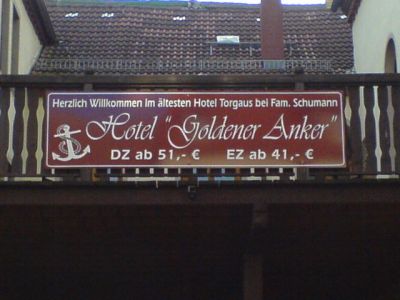 Herzlich Willkommen im ältesten Hotel Torgaus bei Fam. Schumann
Hotel "Goldener Anker"
DZ ab 51,- € EZ ab 41,- €